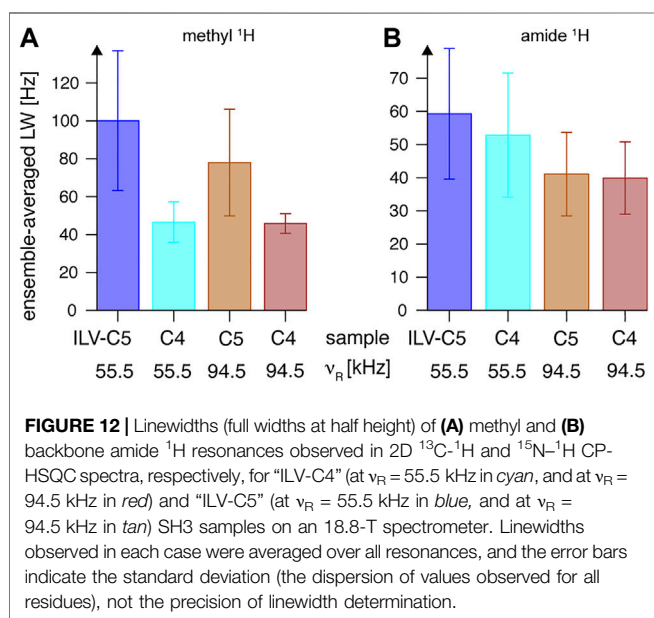 A
methyl ¹H
ensemble-averaged LW [Hz]
120
100
80
60
40
20
0
ILV-C5 C4 C5 C4
55.5 55.5 94.5 94.5
sample
νR [kHz]
B
amide ¹H
70
60
50
40
30
20
10
0
ILV-C5 C4 C5 C4
55.5 55.5 94.5 94.5
FIGURE 12 | Linewidths (full widths at half height) of (A) methyl and (B)
backbone amide ¹H resonances observed in 2D ¹³C-¹H and ¹⁵N–¹H CP-
HSQC spectra, respectively, for “ILV-C4” (at νR = 55.5 kHz in cyan, and at νR =
94.5 kHz in red) and “ILV-C5” (at νR = 55.5 kHz in blue, and at νR =
94.5 kHz in tan) SH3 samples on an 18.8-T spectrometer. Linewidths
observed in each case were averaged over all resonances, and the error bars
indicate the standard deviation (the dispersion of values observed for all
residues), not the precision of linewidth determination.